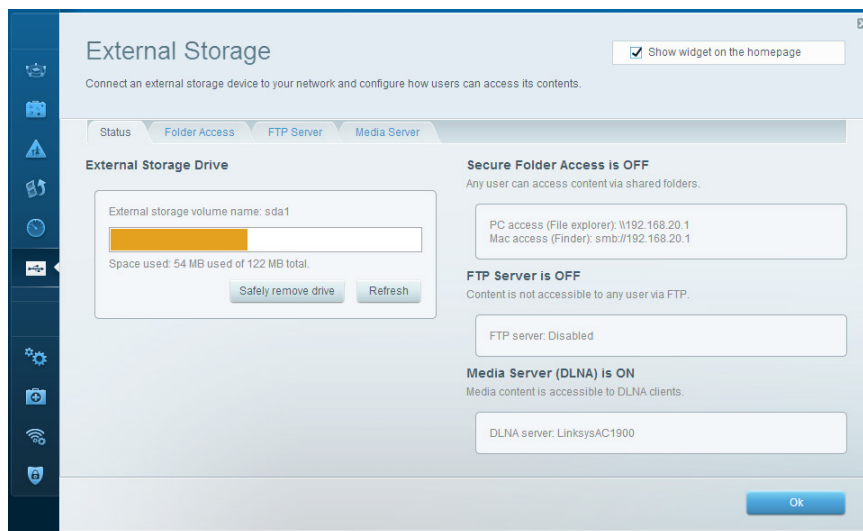 External Storage
Show widget on the homepage
Connect an external storage device to your network and configure how users can access its contents.
Status
Folder Access
FTP Server
Media Server
External Storage Drive
External storage volume name: sda1
Space used: 54 MB used of 122 MB total.
Safely remove drive
Refresh
Secure Folder Access is OFF
Any user can access content via shared folders.
PC access (File explorer): \\192.168.20.1
Mac access (Finder): smb://192.168.20.1
FTP Server is OFF
Content is not accessible to any user via FTP.
FTP server: Disabled
Media Server (DLNA) is ON
Media content is accessible to DLNA clients.
DLNA server: LinksysAC1900
Ok